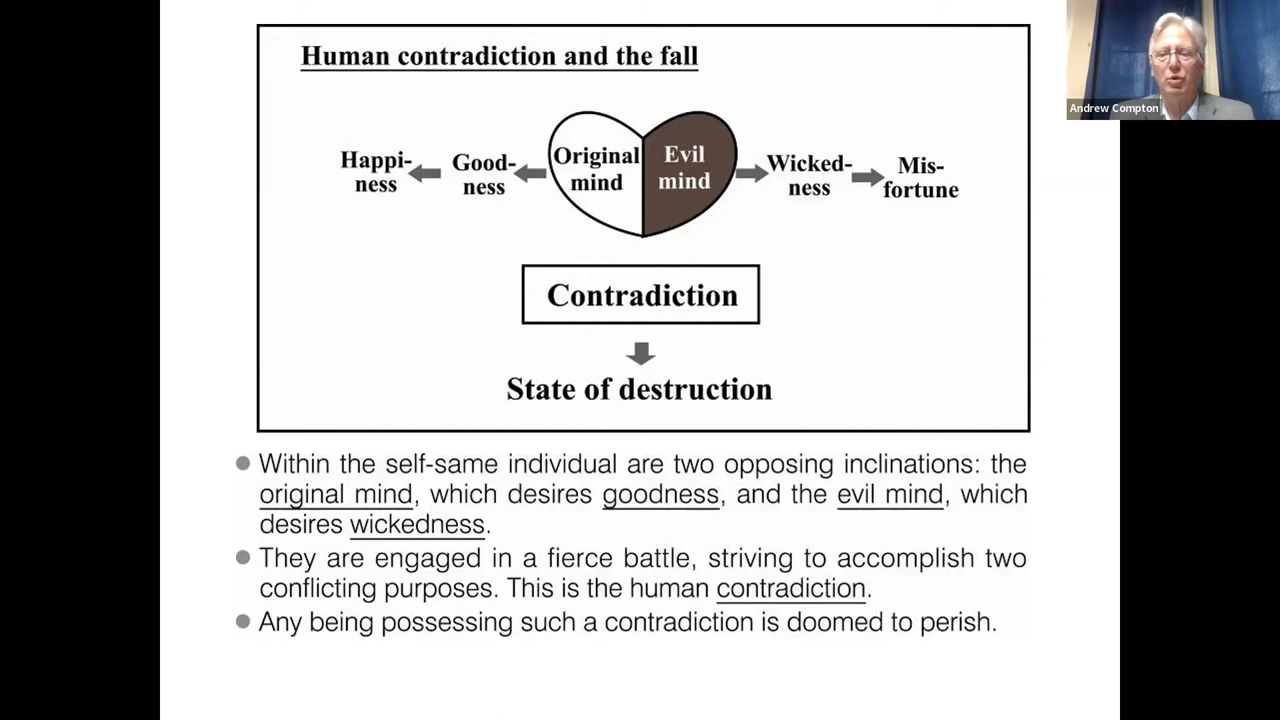 Human contradiction and the fall
Happi-
ness
Good-
ness
Original
mind
Evil
mind
Wicked-
ness
Mis-
fortune
Contradiction
State of destruction
Within the self-same individual are two opposing inclinations: the
original mind, which desires goodness, and the evil mind, which
desires wickedness.
They are engaged in a fierce battle, striving to accomplish two
conflicting purposes. This is the human contradiction.
Any being possessing such a contradiction is doomed to perish.
Andrew Compton